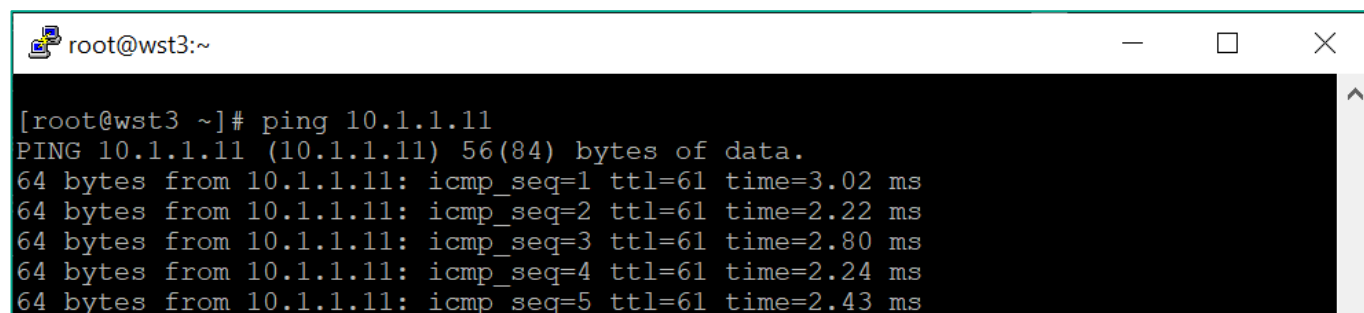 root@wst3:~
[root@wst3 ~]# ping 10.1.1.11
PING 10.1.1.11 (10.1.1.11) 56(84) bytes of data.
64 bytes from 10.1.1.11: icmp_seq=1 ttl=61 time=3.02 ms
64 bytes from 10.1.1.11: icmp_seq=2 ttl=61 time=2.22 ms
64 bytes from 10.1.1.11: icmp_seq=3 ttl=61 time=2.80 ms
64 bytes from 10.1.1.11: icmp_seq=4 ttl=61 time=2.24 ms
64 bytes from 10.1.1.11: icmp_seq=5 ttl=61 time=2.43 ms